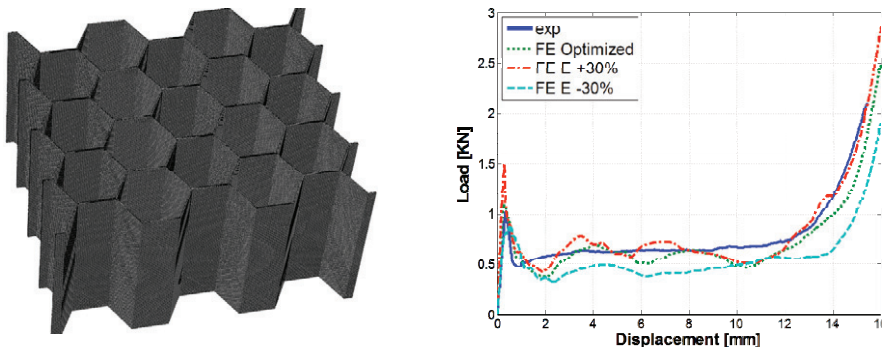 3
2.5
2
1.5
1
0.5
0
0 2 4 6 8 10 12 14 16
Load [KN]
Displacement [mm]
exp
FE Optimized
FE E +30%
FE E -30%